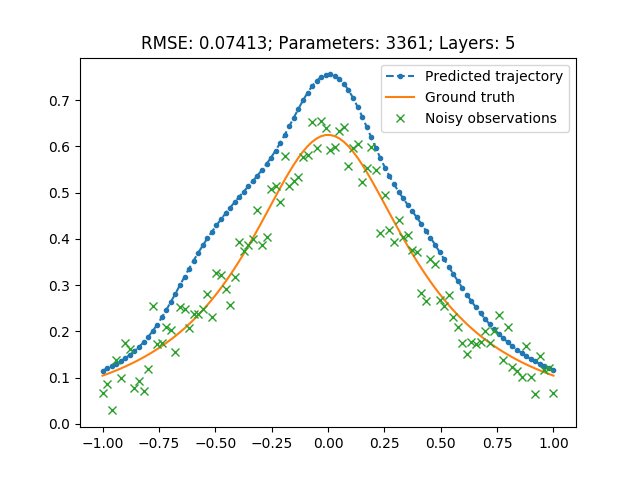 RMSE: 0.07413; Parameters: 3361; Layers: 5
Predicted trajectory
Ground truth
Noisy observations
0.7
0.6
0.5
0.4
0.3
0.2
0.1
0.0
−1.00 −0.75 −0.50 −0.25 0.00 0.25 0.50 0.75 1.00